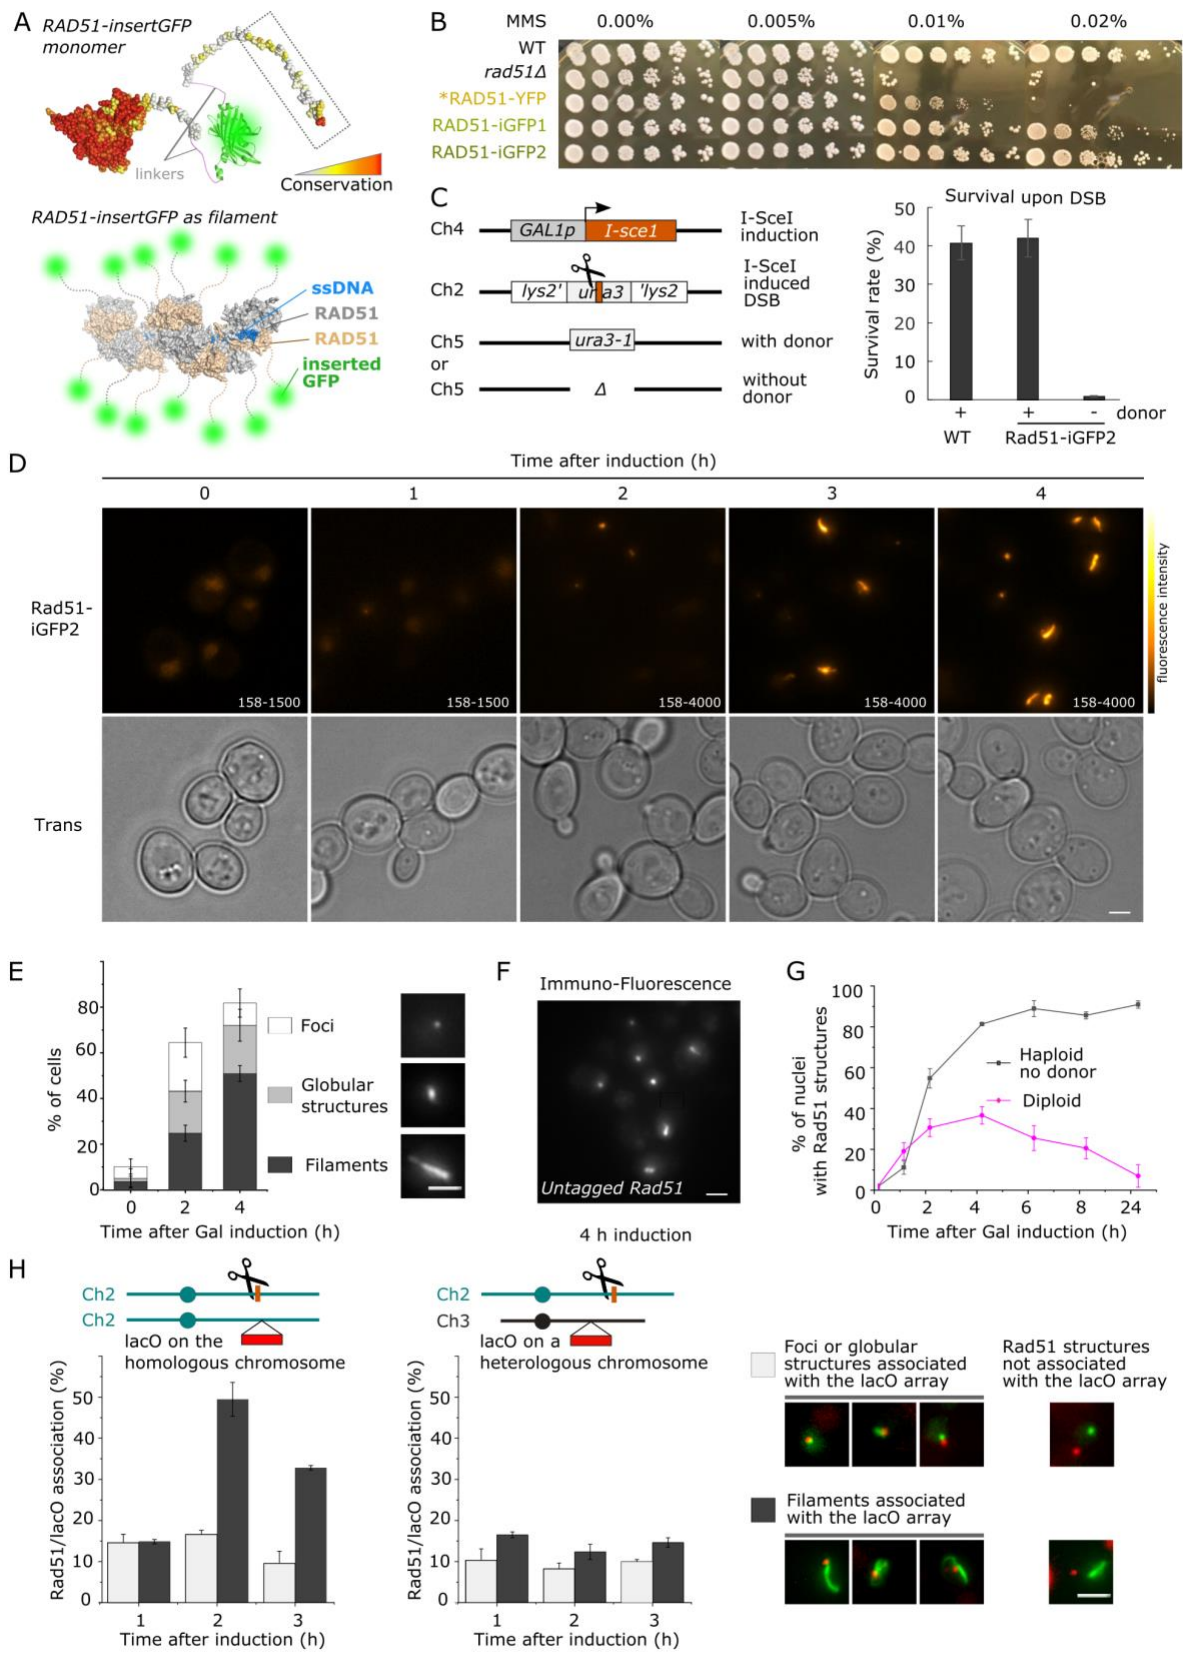 A
RAD51-insertGFP
monomer
linkers
Conservation
RAD51-insertGFP as filament
ssDNA
RAD51
RAD51
inserted
GFP
B
MMS 0.00% 0.005% 0.01% 0.02%
WT
rad51Δ
*RAD51-YFP
RAD51-iGFP1
RAD51-iGFP2
C
Ch4
GAL1p I-sce1
I-SceI
induction
Ch2
lys2' ura3 'lys2
I-SceI
induced
DSB
Ch5
ura3-1
with donor
or
Ch5
Δ
without
donor
Survival upon DSB
Survival rate (%)
50
40
30
20
10
0
+ + - donor
WT Rad51-iGFP2
D
Time after induction (h)
0 1 2 3 4
Rad51-
iGFP2
158-1500 158-1500 158-4000 158-4000 158-4000
fluorescence intensity
Trans
E
% of cells
80
60
40
20
0
0 2 4
Time after Gal induction (h)
Foci
Globular
structures
Filaments
F
Immuno-Fluorescence
Untagged Rad51
4 h induction
G
% of nuclei
with Rad51 structures
100
80
60
40
20
0
0 2 4 6 8 24
Time after Gal induction (h)
Haploid
no donor
Diploid
H
Ch2
Ch2
lacO on the
homologous chromosome
Rad51/lacO association (%)
50
40
30
20
10
0
1 2 3
Time after induction (h)
Ch2
Ch3
lacO on a
heterologous chromosome
Rad51/lacO association (%)
50
40
30
20
10
0
1 2 3
Time after induction (h)
Foci or globular
structures associated
with the lacO array
Rad51 structures
not associated
with the lacO array
Filaments associated
with the lacO array